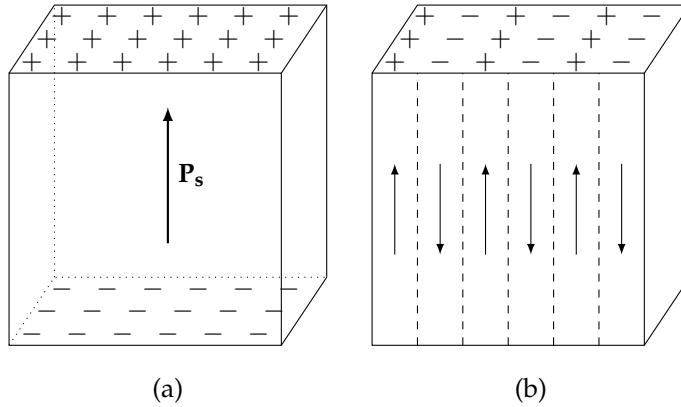 + + + + + +
+ + + + + +
+ + + + + +
P_s
− − − − − −
− − − − − −
− − − − − −
(a)
+ − + − + −
+ − + − + −
+ − + − + −
(b)